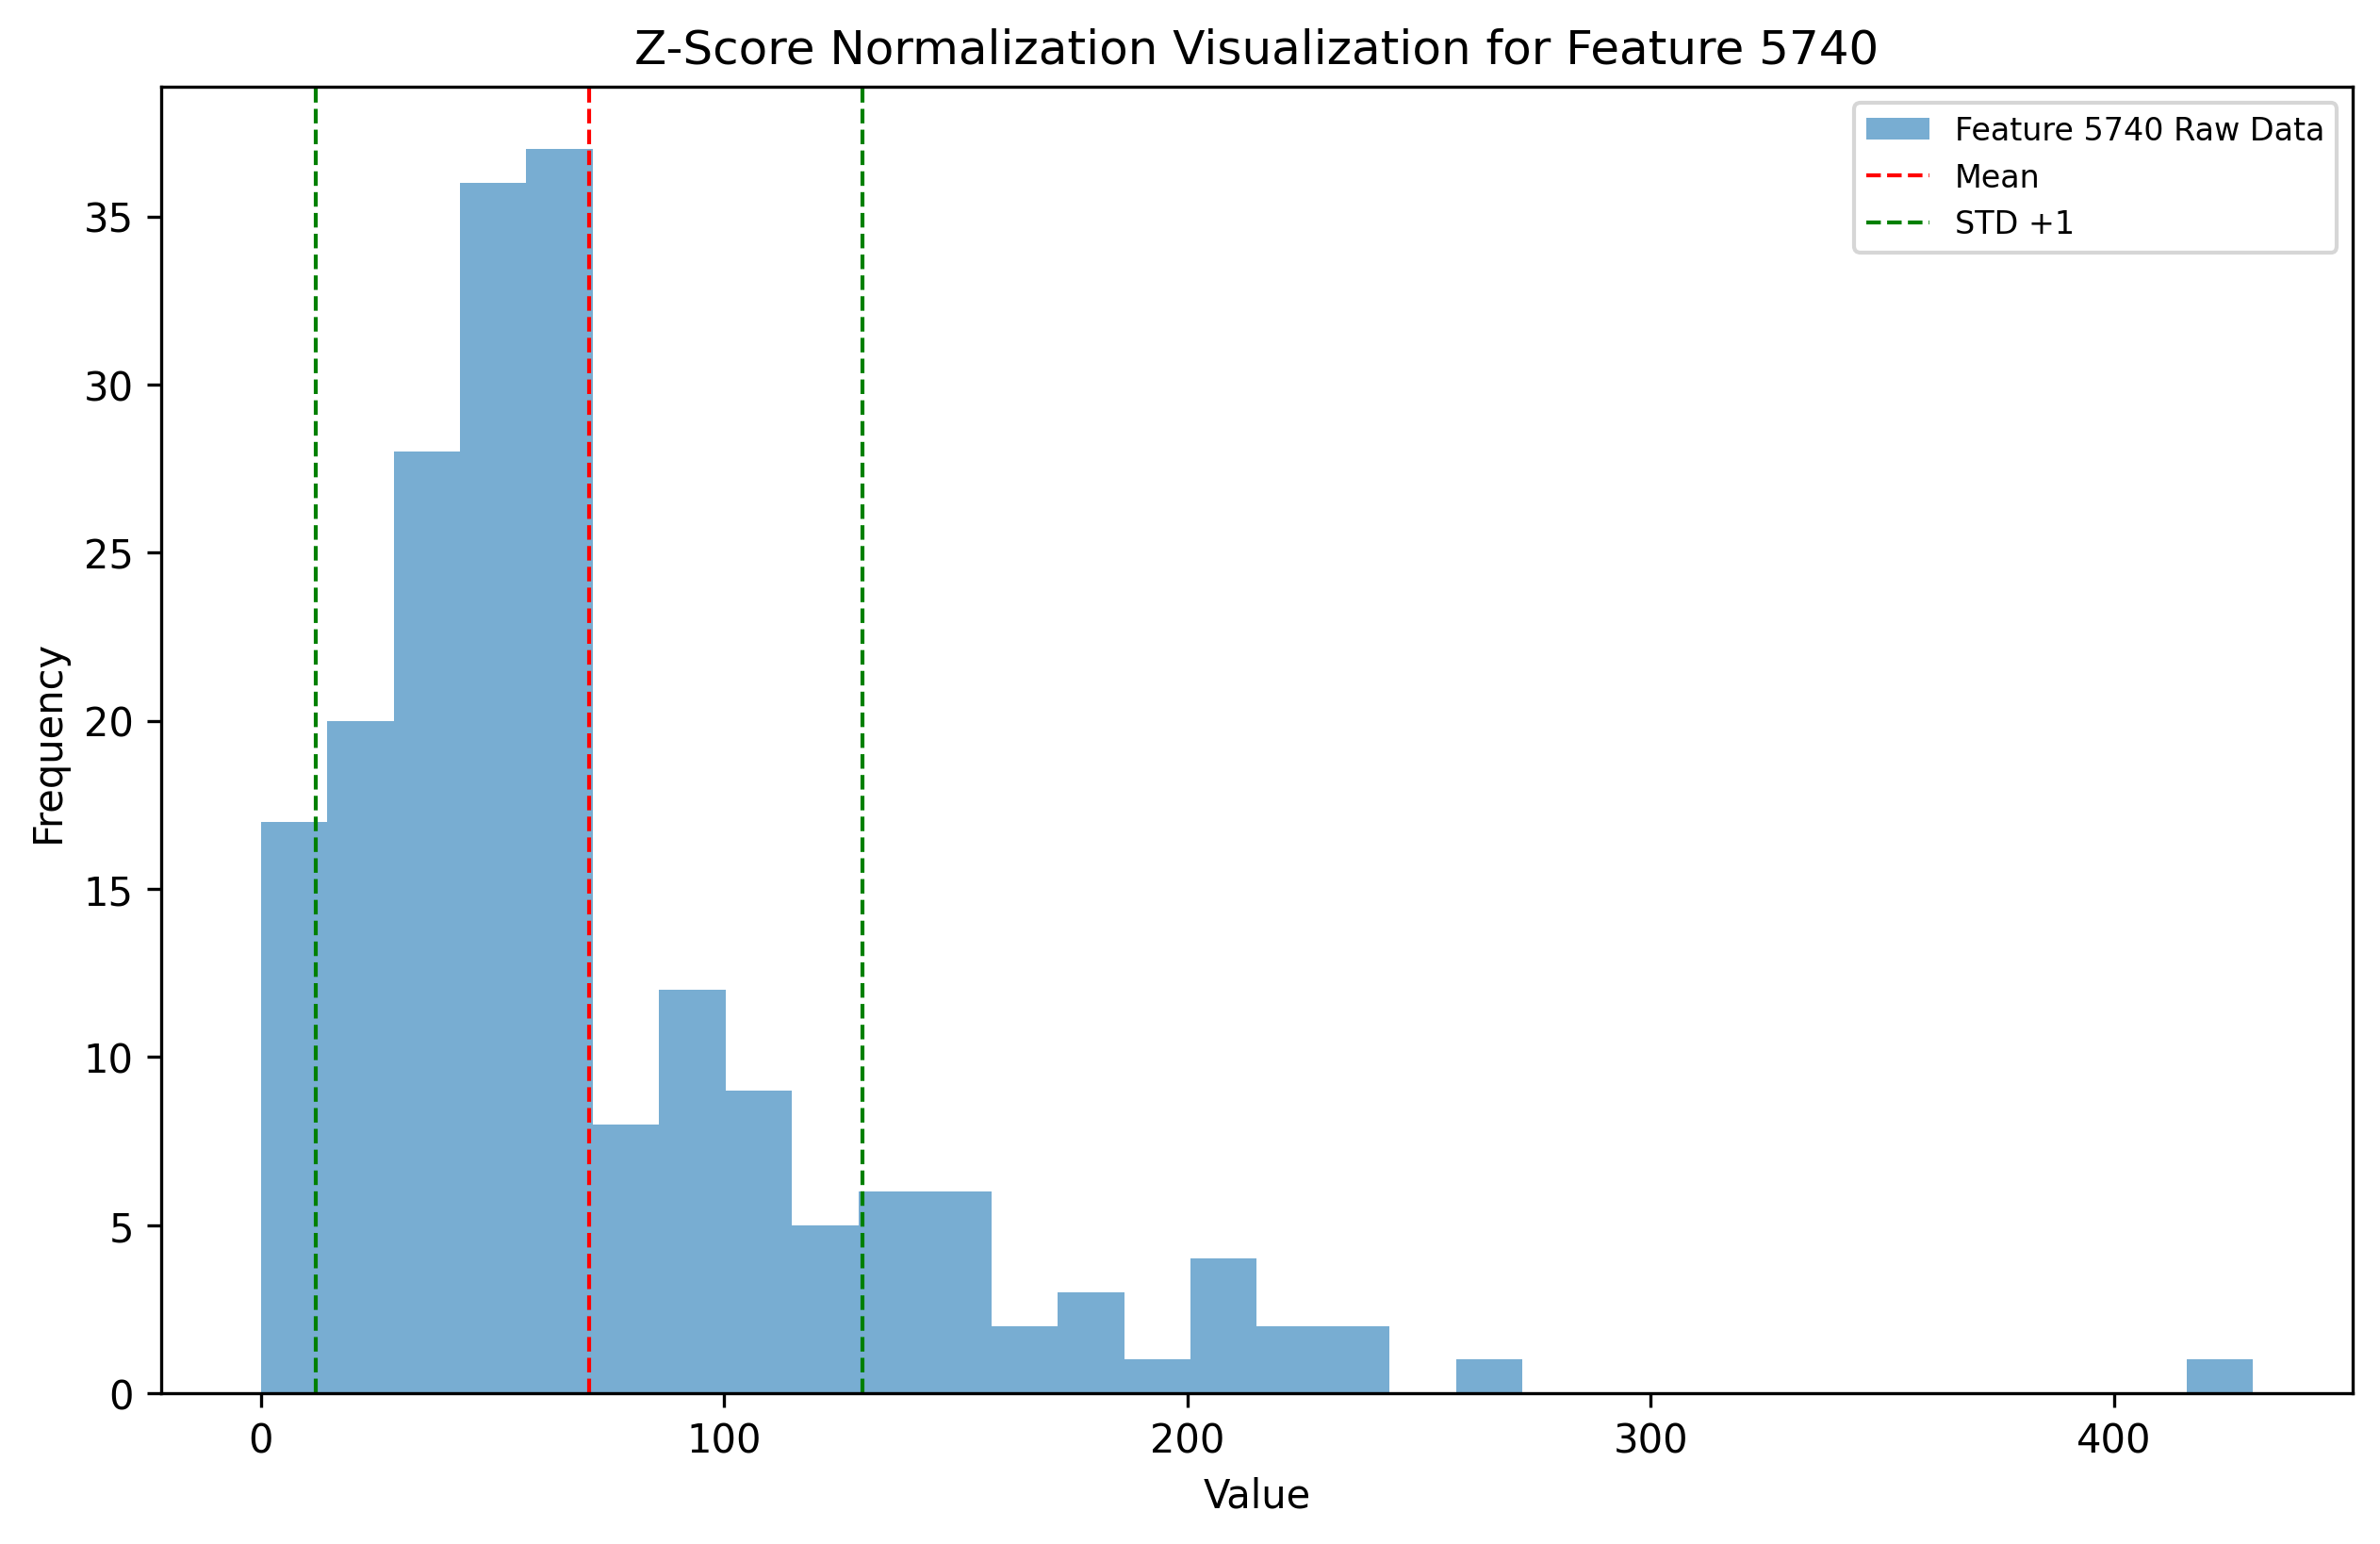 Z-Score Normalization Visualization for Feature 5740
Feature 5740 Raw Data
Mean
STD +1
Frequency
35
30
25
20
15
10
5
0
0 100 200 300 400
Value